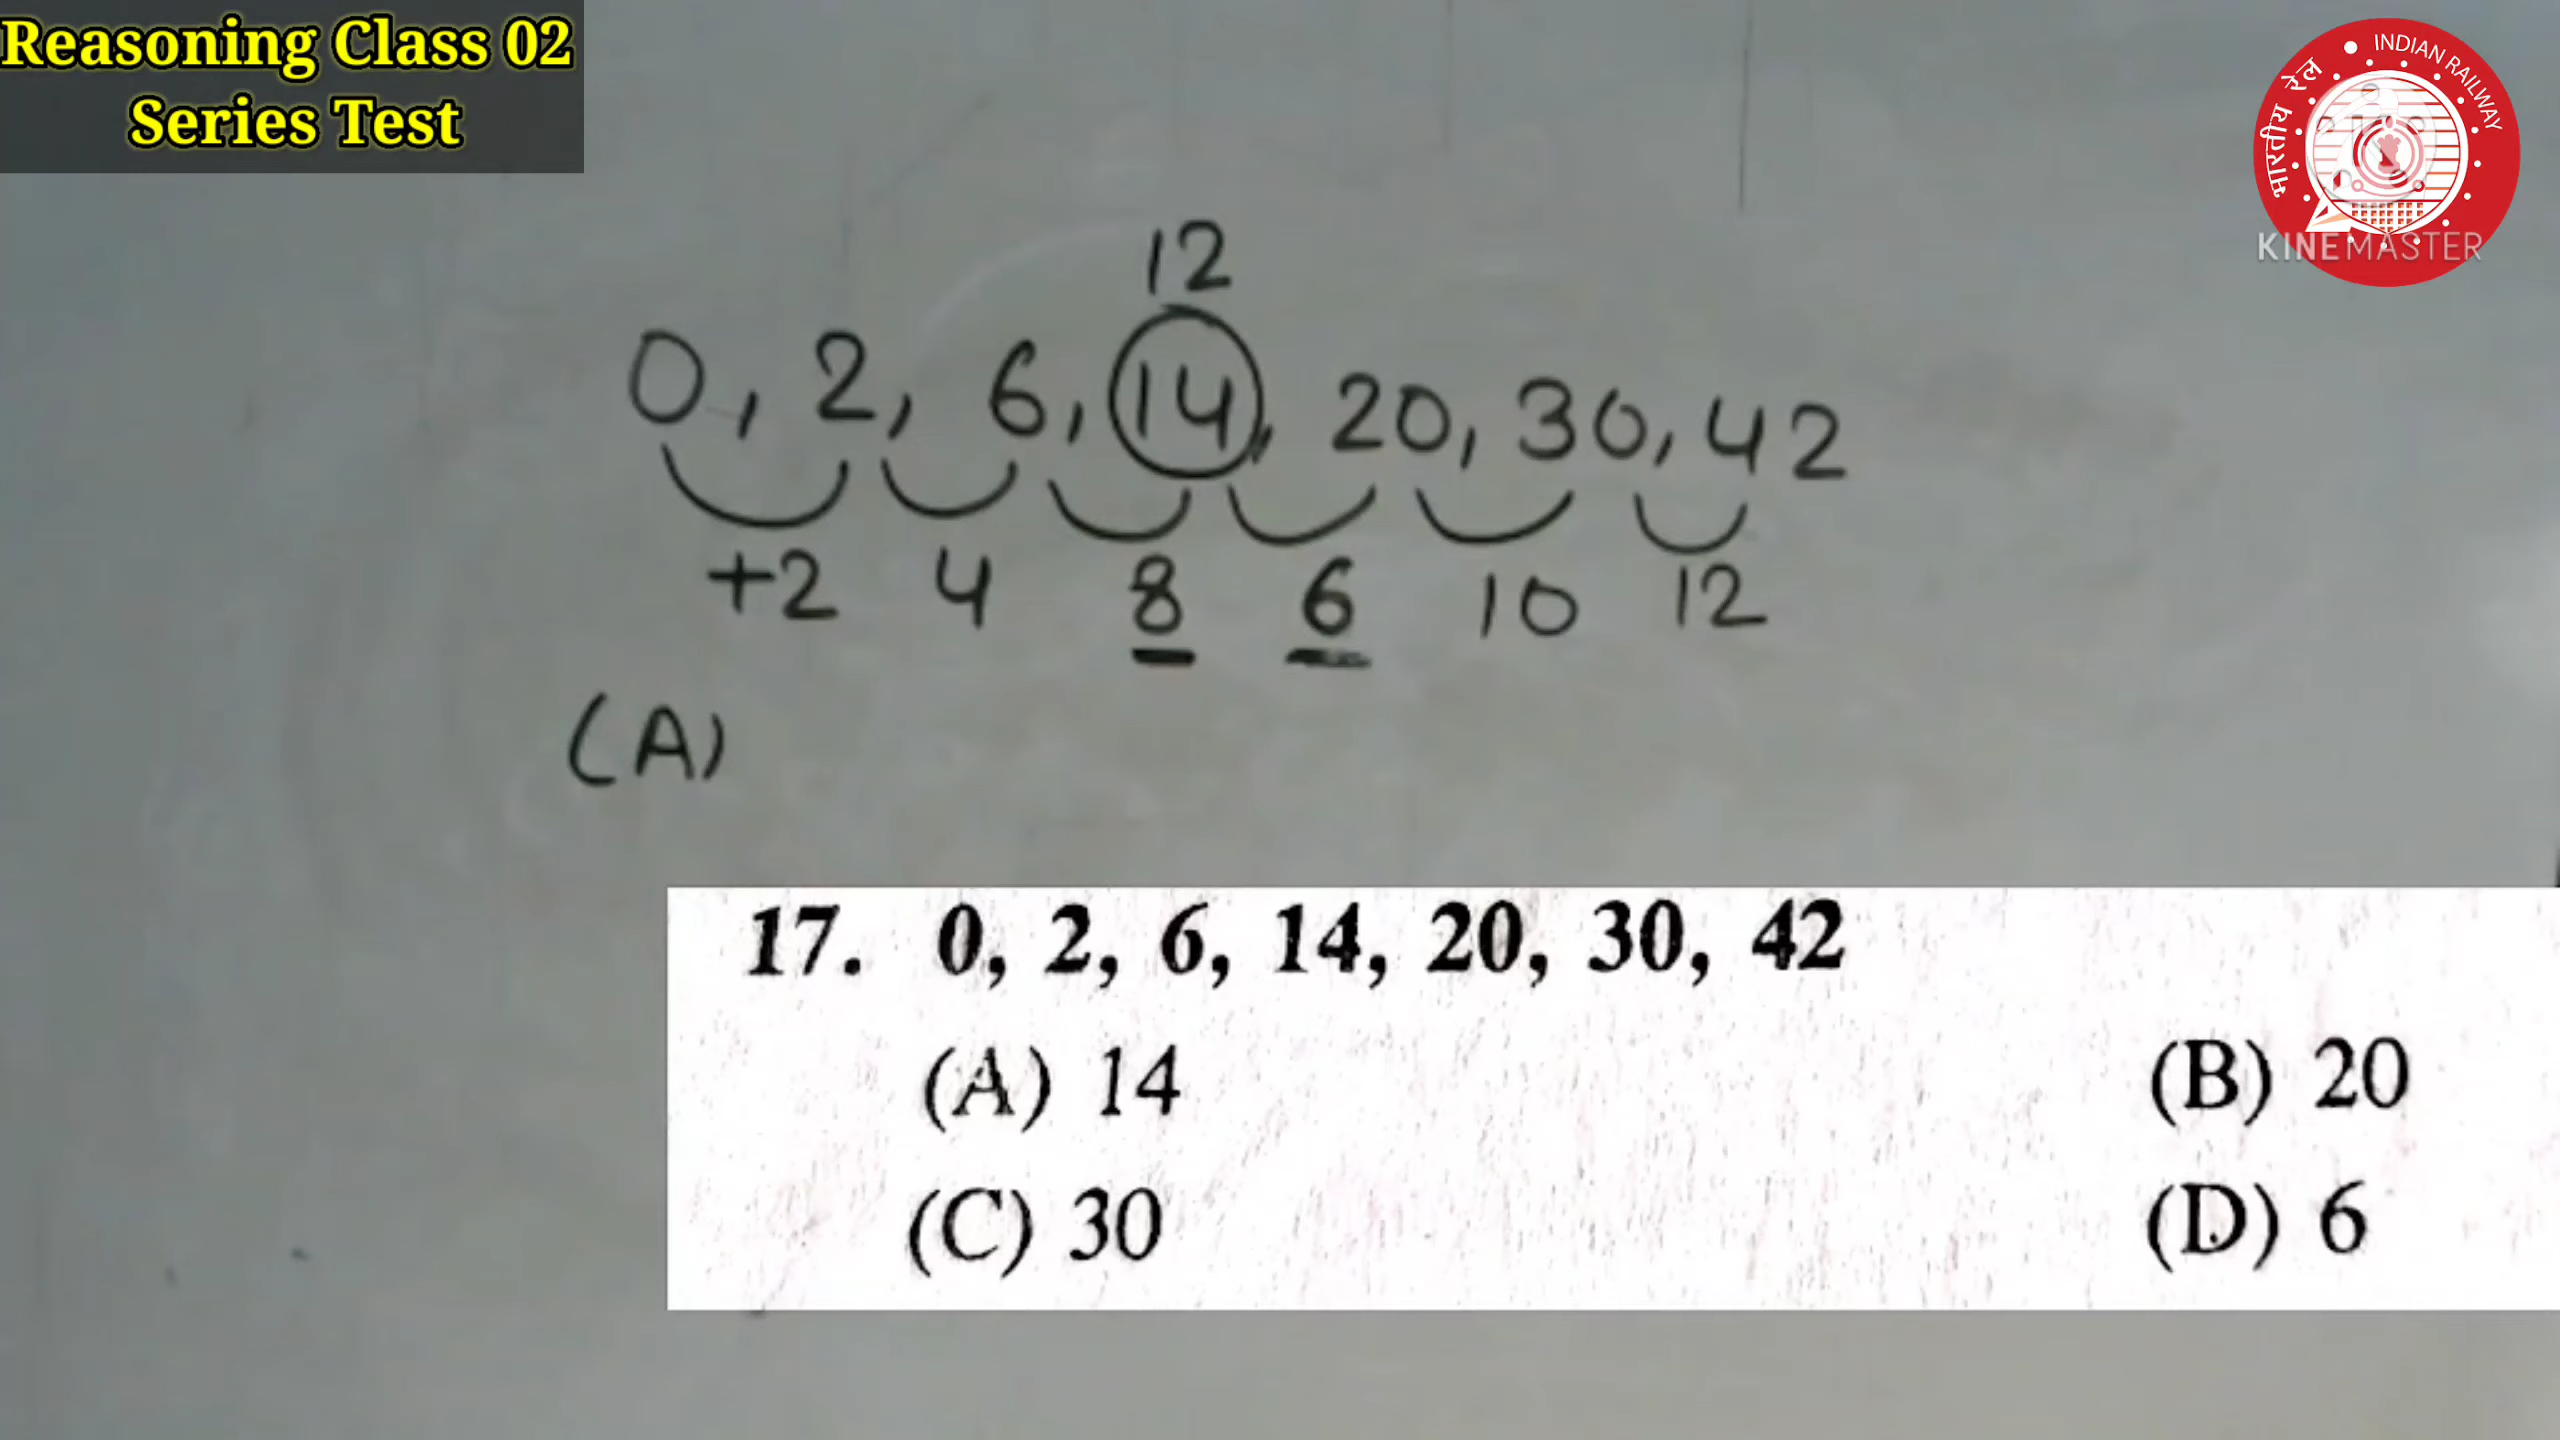 Reasoning Class 02
Series Test
भारतीय रेल INDIAN RAILWAY
KINEMASTER
12
0, 2, 6, 14, 20, 30, 42
+2 4 8 6 10 12
(A)
17. 0, 2, 6, 14, 20, 30, 42
(A) 14 (B) 20
(C) 30 (D) 6